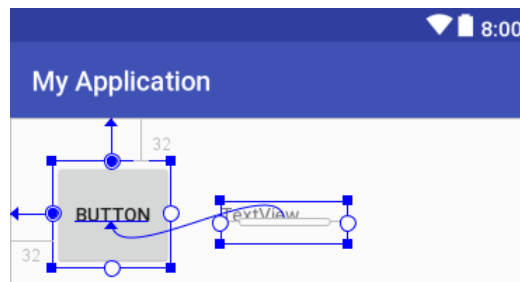 8:00
My Application
32
BUTTON
TextView
32